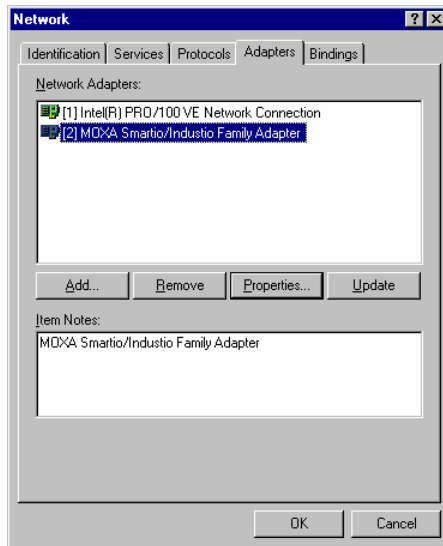 Network
Identification Services Protocols Adapters Bindings
Network Adapters:
[1] Intel(R) PRO/100 VE Network Connection
[2] MOXA Smartio/Industio Family Adapter
Add... Remove Properties... Update
Item Notes:
MOXA Smartio/Industio Family Adapter
OK Cancel